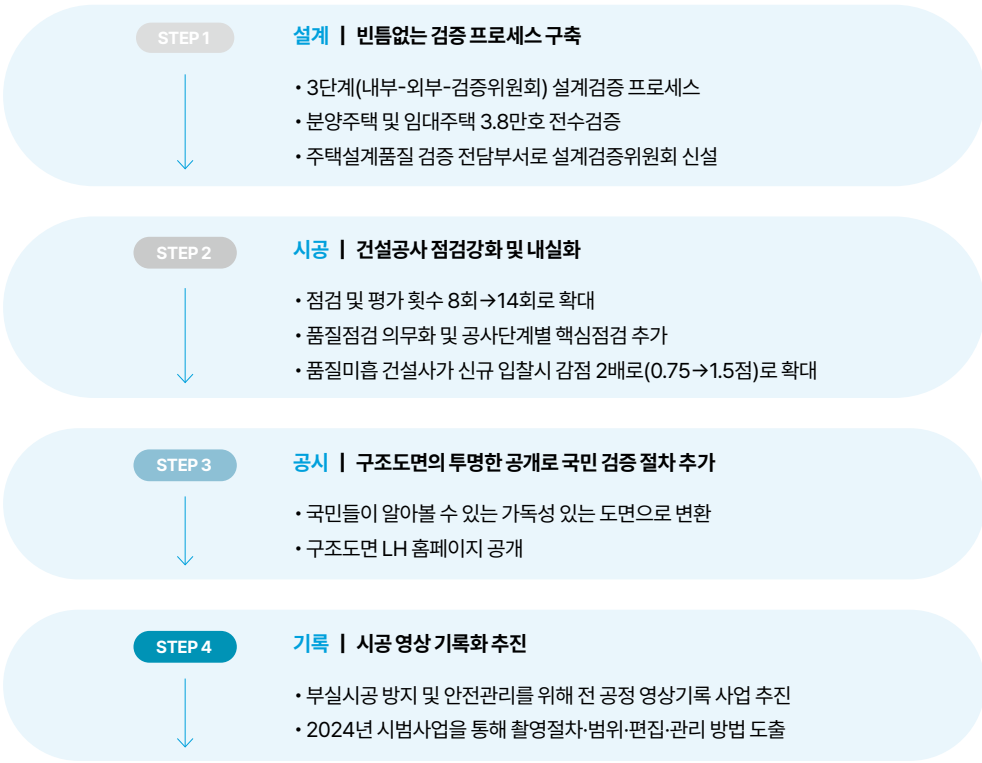 STEP 1
설계 | 빈틈없는 검증 프로세스 구축
• 3단계(내부-외부-검증위원회) 설계검증 프로세스
• 분양주택 및 임대주택 3.8만호 전수검증
• 주택설계품질 검증 전담부서로 설계검증위원회 신설
STEP 2
시공 | 건설공사 점검강화 및 내실화
• 점검 및 평가 횟수 8회→14회로 확대
• 품질점검 의무화 및 공사단계별 핵심점검 추가
• 품질미흡 건설사가 신규 입찰시 감점 2배로(0.75→1.5점)로 확대
STEP 3
공시 | 구조도면의 투명한 공개로 국민 검증 절차 추가
• 국민들이 알아볼 수 있는 가독성 있는 도면으로 변환
• 구조도면 LH 홈페이지 공개
STEP 4
기록 | 시공 영상 기록화 추진
• 부실시공 방지 및 안전관리를 위해 전 공정 영상기록 사업 추진
• 2024년 시범사업을 통해 촬영절차·범위·편집·관리 방법 도출